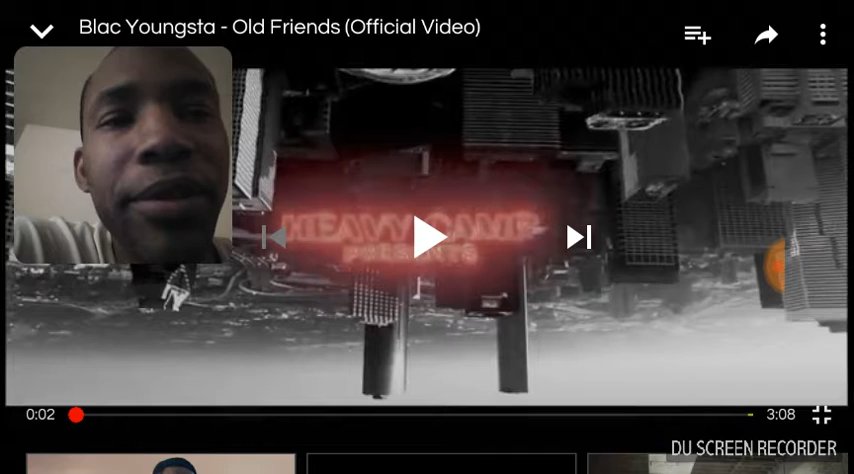 Blac Youngsta - Old Friends (Official Video)
HEAVY CAMP
PRESENTS
0:02
3:08
DU SCREEN RECORDER